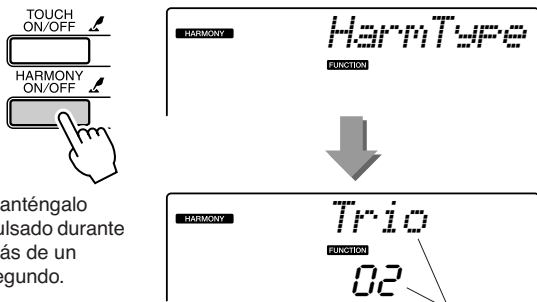 TOUCH
ON/OFF
HARMONY
ON/OFF
anténgalo
ulsado durante
ás de un
egundo.
HARMONY
HarmType
FUNCTION
HARMONY
Trio
FUNCTION
02